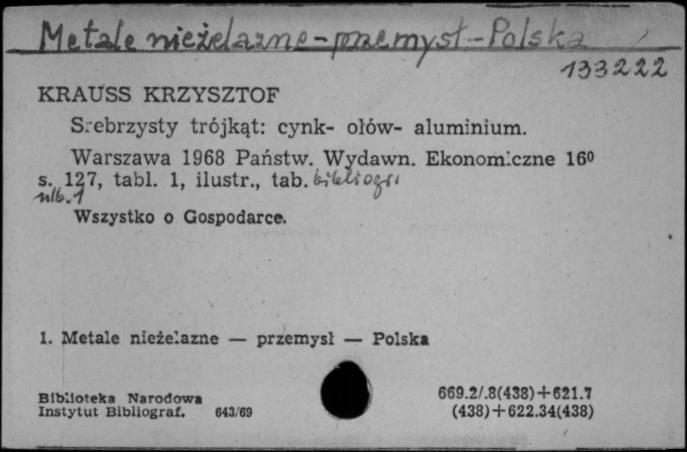 Metale nieżelazne - przemysł - Polska
133222
KRAUSS KRZYSZTOF
Srebrzysty trójkąt: cynk- ołów- aluminium.
Warszawa 1968 Państw. Wydawn. Ekonomiczne 16⁰
s. 127, tabl. 1, ilustr., tab. bibliogr.
nlb. 1
Wszystko o Gospodarce.
1. Metale nieżelazne — przemysł — Polska
Biblioteka Narodowa
Instytut Bibliograf. 643/69
669.2/.8(438)+621.7
(438)+622.34(438)